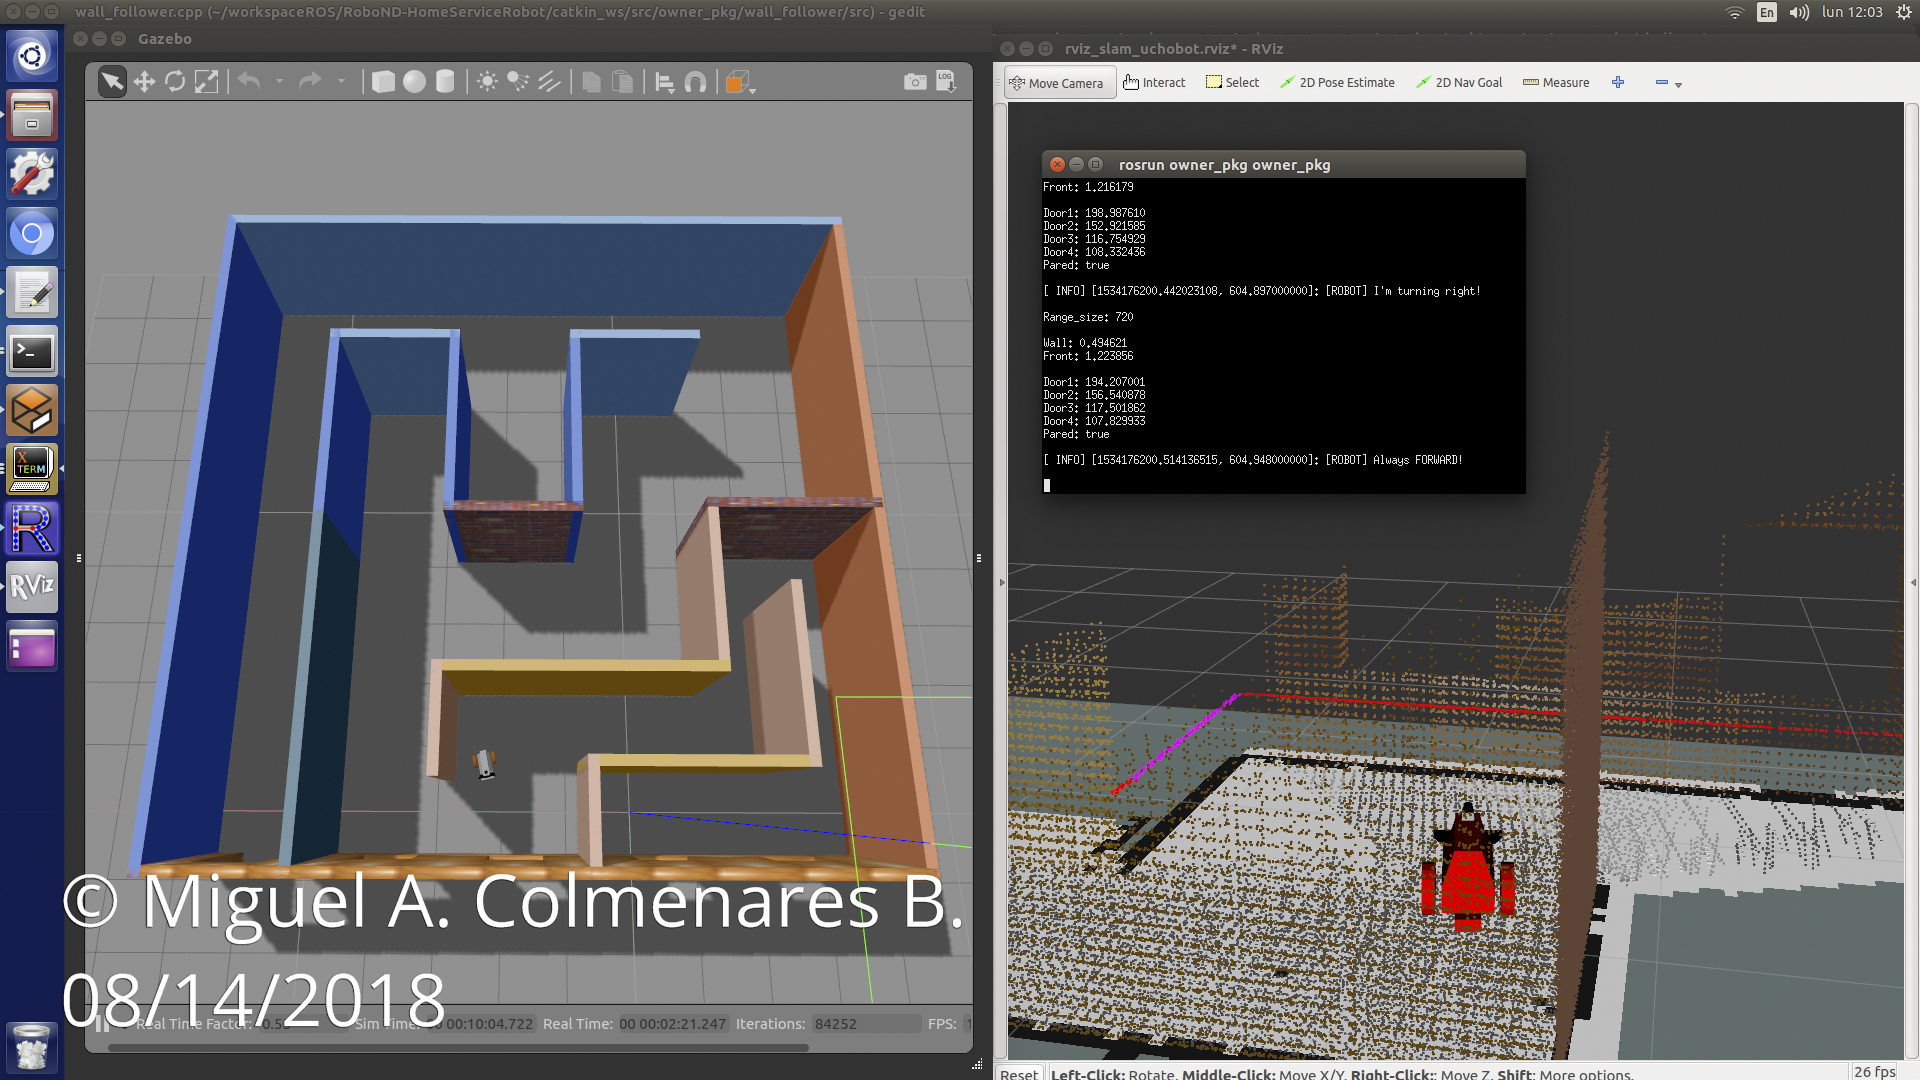 wall_follower.cpp (~/workspaceROS/RoboND-HomeServiceRobot/catkin_ws/src/owner_pkg/wall_follower/src) - gedit
En
lun 12:03
Gazebo
LOG
rviz_slam_uchobot.rviz* - RViz
Move Camera
Interact
Select
2D Pose Estimate
2D Nav Goal
Measure
rosrun owner_pkg owner_pkg
Front: 1.216179
Door1: 198.987610
Door2: 152.921585
Door3: 116.754929
Door4: 108.332436
Pared: true
[ INFO] [1534176200.442023108, 604.897000000]: [ROBOT] I'm turning right!
Range_size: 720
Wall: 0.494621
Front: 1.223856
Door1: 194.207001
Door2: 156.540878
Door3: 117.501862
Door4: 107.829933
Pared: true
[ INFO] [1534176200.514136515, 604.948000000]: [ROBOT] Always FORWARD!
X
TERM
R
RViz
© Miguel A. Colmenares B.
08/14/2018
Real Time Factor:
Sim Time:
00:10:04.722
Real Time:
00 00:02:21.247
Iterations:
84252
FPS:
Reset
Left-Click: Rotate. Middle-Click: Move X/Y. Right-Click:: Move Z. Shift: More options.
26 fps